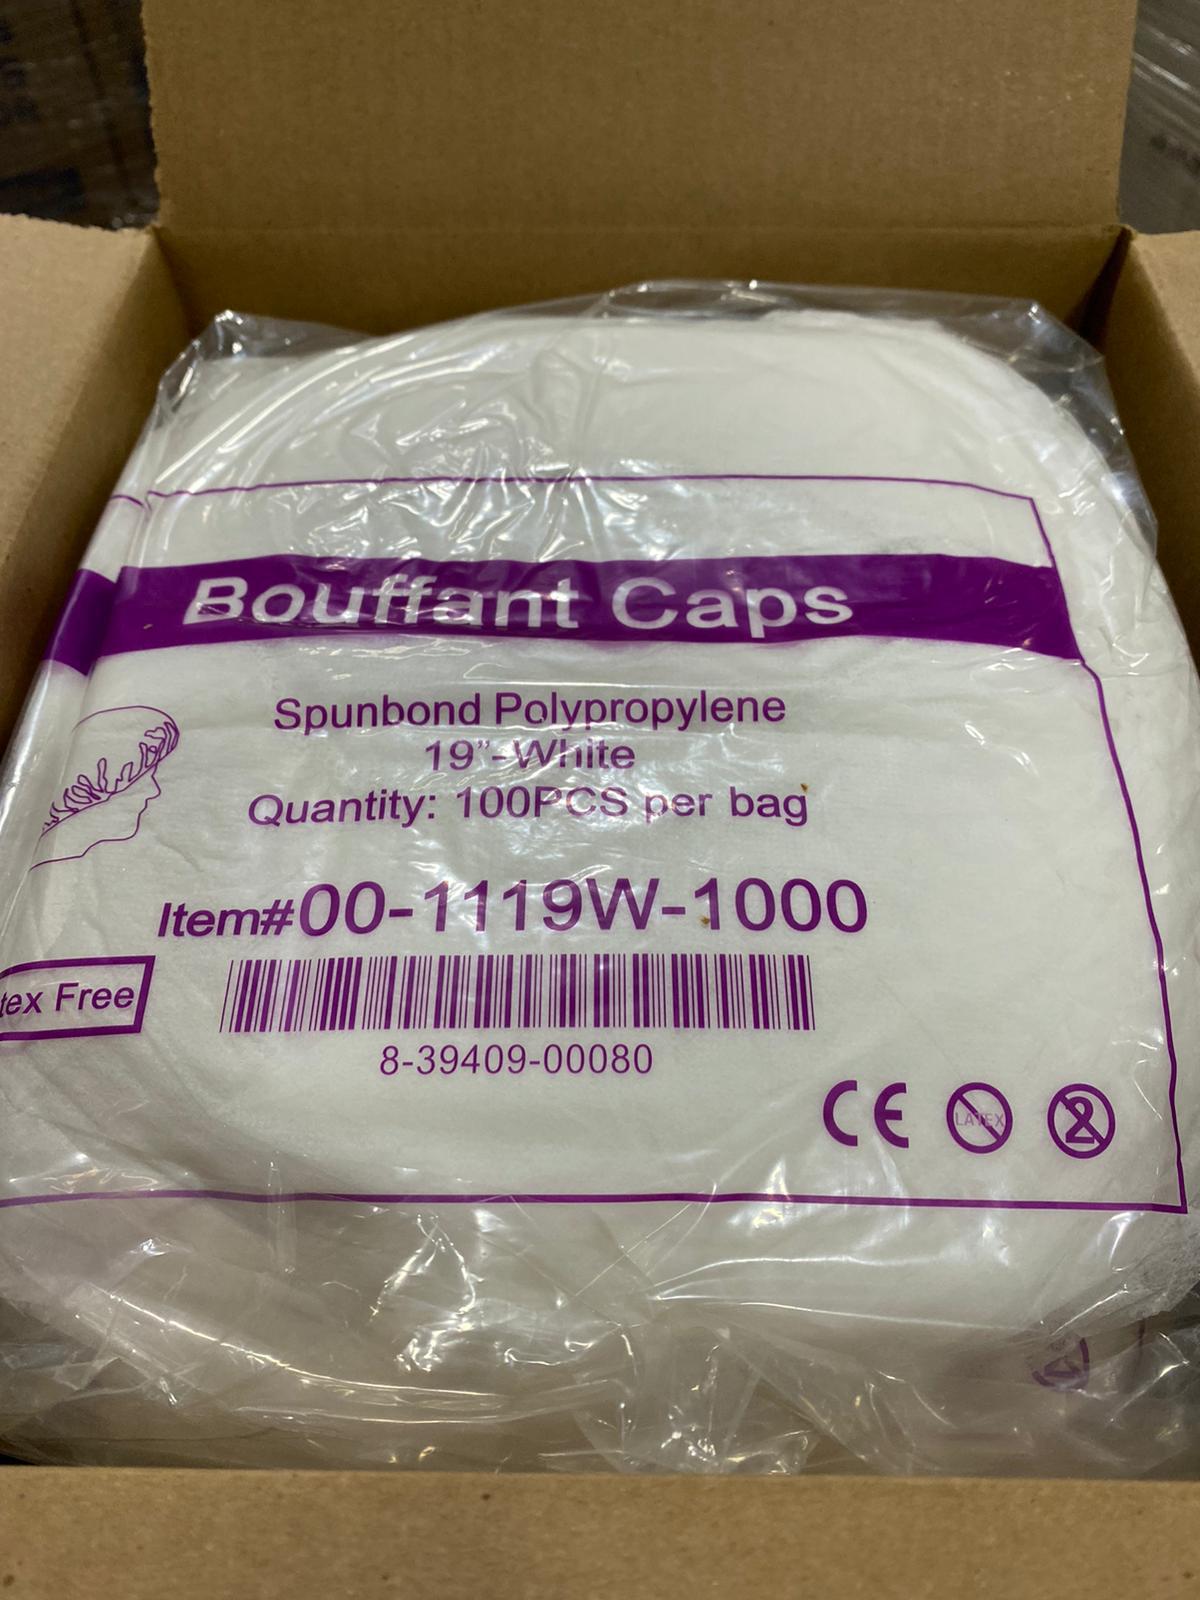 Bouffant Caps
Spunbond Polypropylene
19”-White
Quantity: 100PCS per bag
Item#00-1119W-1000
tex Free
8-39409-00080
CE
LATEX
2